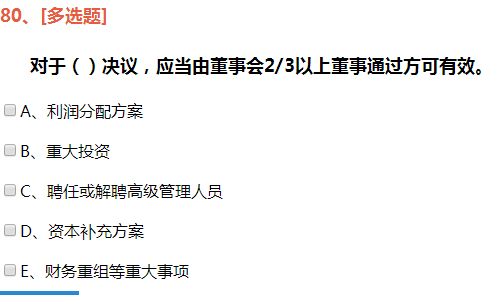 80、[多选题]
对于（ ）决议，应当由董事会2/3以上董事通过方可有效。
A、利润分配方案
B、重大投资
C、聘任或解聘高级管理人员
D、资本补充方案
E、财务重组等重大事项